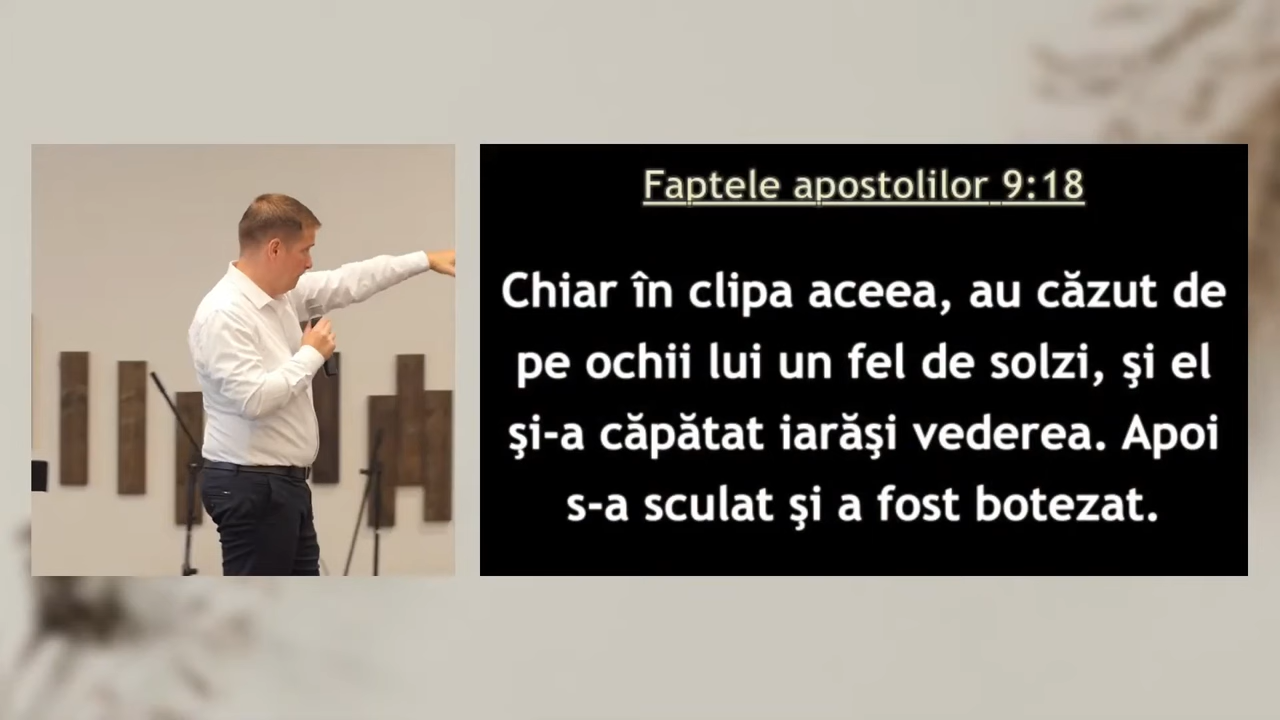 Faptele apostolilor 9:18
Chiar în clipa aceea, au căzut de
pe ochii lui un fel de solzi, şi el
şi-a căpătat iarăşi vederea. Apoi
s-a sculat şi a fost botezat.